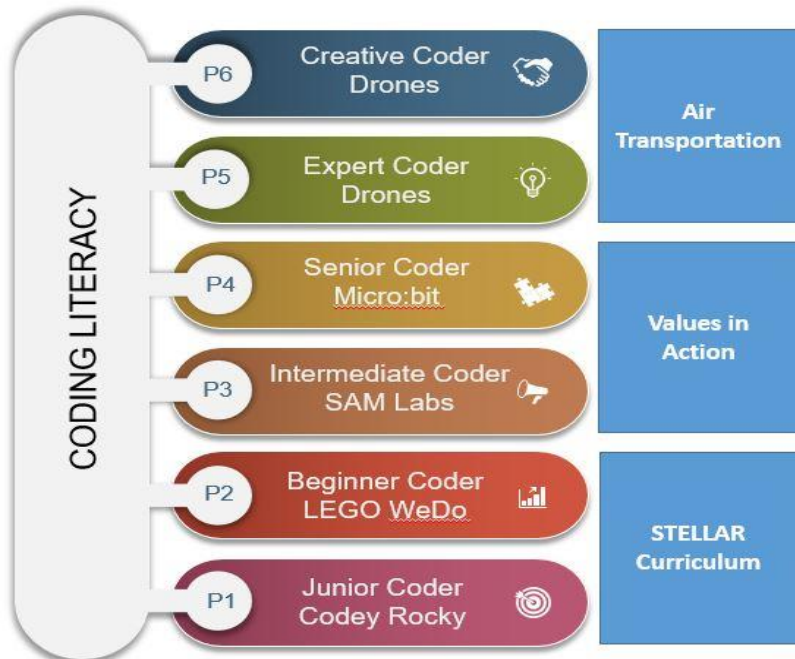 CODING LITERACY
P6
Creative Coder
Drones
Air
Transportation
P5
Expert Coder
Drones
P4
Senior Coder
Micro:bit
Values in
Action
P3
Intermediate Coder
SAM Labs
P2
Beginner Coder
LEGO WeDo
STELLAR
Curriculum
P1
Junior Coder
Codey Rocky